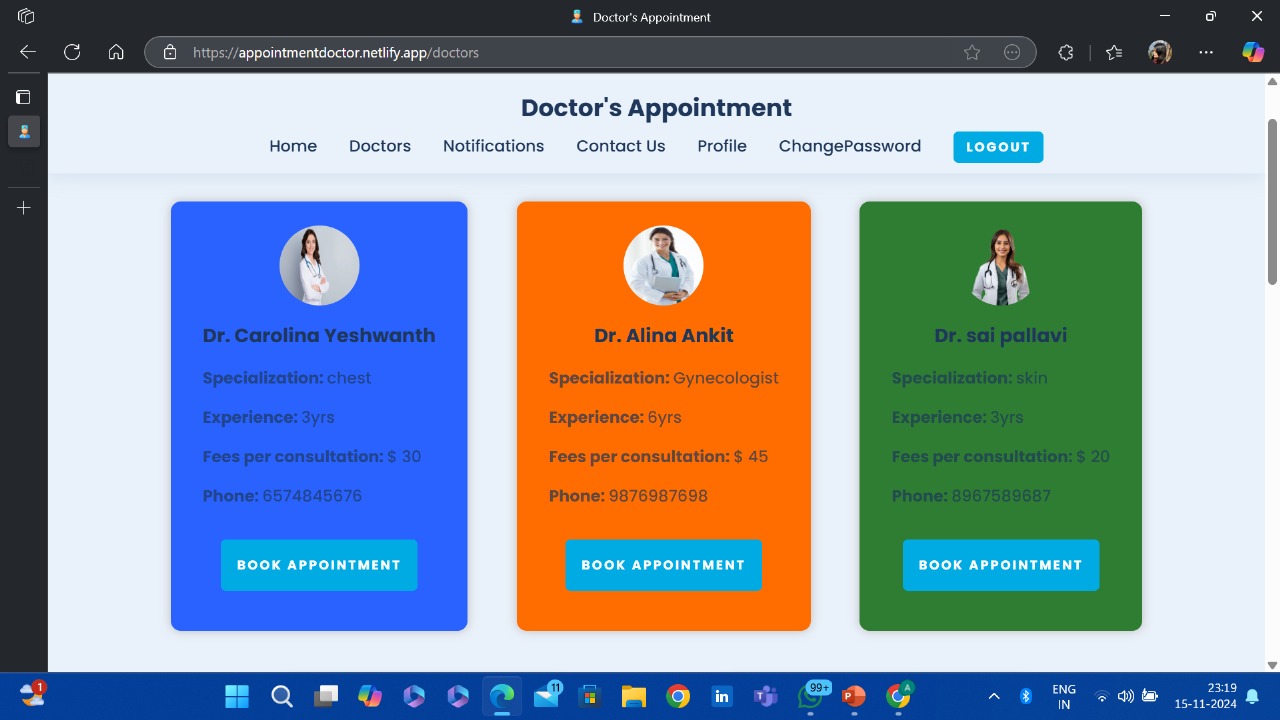 Doctor's Appointment
https://appointmentdoctor.netlify.app/doctors
Doctor's Appointment
Home Doctors Notifications Contact Us Profile ChangePassword LOGOUT
Dr. Carolina Yeshwanth
Specialization: chest
Experience: 3yrs
Fees per consultation: $ 30
Phone: 6574845676
BOOK APPOINTMENT
Dr. Alina Ankit
Specialization: Gynecologist
Experience: 6yrs
Fees per consultation: $ 45
Phone: 9876987698
BOOK APPOINTMENT
Dr. sai pallavi
Specialization: skin
Experience: 3yrs
Fees per consultation: $ 20
Phone: 8967589687
BOOK APPOINTMENT
1
11
99+
A
ENG
IN
23:19
15-11-2024